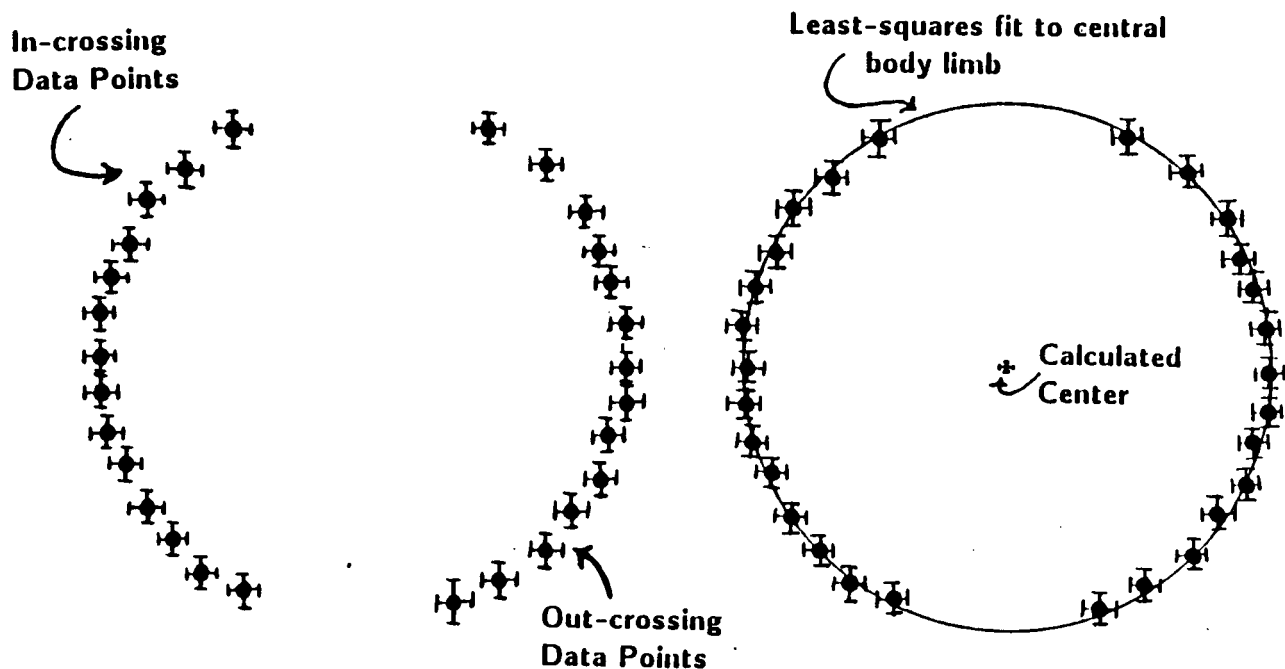 In-crossing
Data Points
Least-squares fit to central
body limb
Calculated
Center
Out-crossing
Data Points